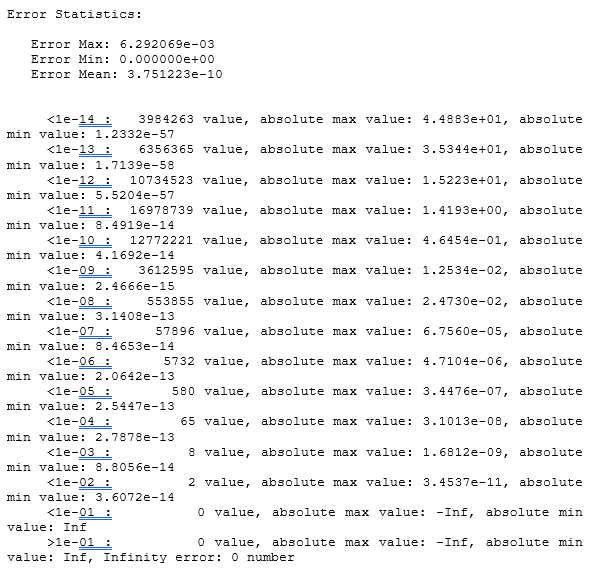 Error Statistics:
Error Max: 6.292069e-03
Error Min: 0.000000e+00
Error Mean: 3.751223e-10
<1e-14 : 3984263 value, absolute max value: 4.4883e+01, absolute
min value: 1.2332e-57
<1e-13 : 6356365 value, absolute max value: 3.5344e+01, absolute
min value: 1.7139e-58
<1e-12 : 10734523 value, absolute max value: 1.5223e+01, absolute
min value: 5.5204e-57
<1e-11 : 16978739 value, absolute max value: 1.4193e+00, absolute
min value: 8.4919e-14
<1e-10 : 12772221 value, absolute max value: 4.6454e-01, absolute
min value: 4.1692e-14
<1e-09 : 3612595 value, absolute max value: 1.2534e-02, absolute
min value: 2.4666e-15
<1e-08 : 553855 value, absolute max value: 2.4730e-02, absolute
min value: 3.1408e-13
<1e-07 : 57896 value, absolute max value: 6.7560e-05, absolute
min value: 8.4653e-14
<1e-06 : 5732 value, absolute max value: 4.7104e-06, absolute
min value: 2.0642e-13
<1e-05 : 580 value, absolute max value: 3.4476e-07, absolute
min value: 2.5447e-13
<1e-04 : 65 value, absolute max value: 3.1013e-08, absolute
min value: 2.7878e-13
<1e-03 : 8 value, absolute max value: 1.6812e-09, absolute
min value: 8.8056e-14
<1e-02 : 2 value, absolute max value: 3.4537e-11, absolute
min value: 3.6072e-14
<1e-01 : 0 value, absolute max value: -Inf, absolute min
value: Inf
>1e-01 : 0 value, absolute max value: -Inf, absolute min
value: Inf, Infinity error: 0 number